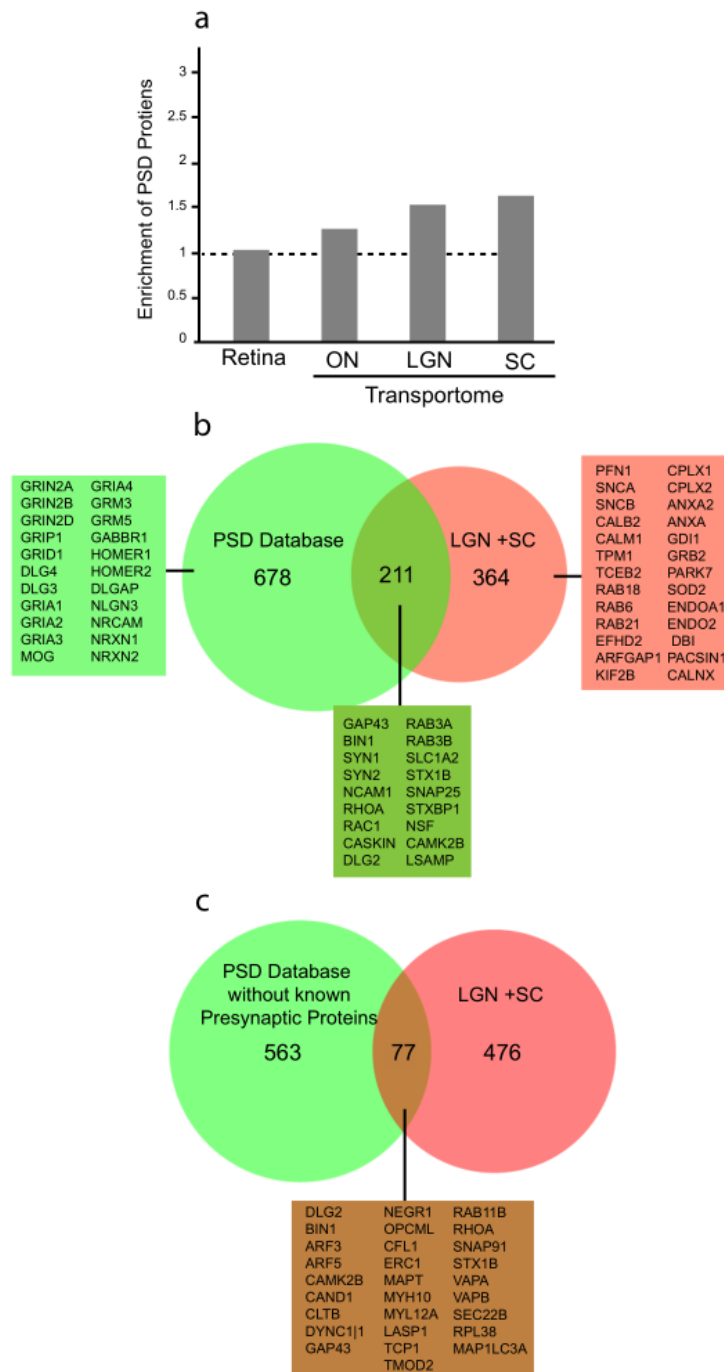 a
Enrichment of PSD Protiens
3
2.5
2
1.5
1
0.5
0
Retina ON LGN SC
Transportome
b
GRIN2A GRIA4
GRIN2B GRM3
GRIN2D GRM5
GRIP1 GABBR1
GRID1 HOMER1
DLG4 HOMER2
DLG3 DLGAP
GRIA1 NLGN3
GRIA2 NRCAM
GRIA3 NRXN1
MOG NRXN2
PSD Database
678
211
LGN +SC
364
PFN1 CPLX1
SNCA CPLX2
SNCB ANXA2
CALB2 ANXA
CALM1 GDI1
TPM1 GRB2
TCEB2 PARK7
RAB18 SOD2
RAB6 ENDOA1
RAB21 ENDO2
EFHD2 DBI
ARFGAP1 PACSIN1
KIF2B CALNX
GAP43 RAB3A
BIN1 RAB3B
SYN1 SLC1A2
SYN2 STX1B
NCAM1 SNAP25
RHOA STXBP1
RAC1 NSF
CASKIN CAMK2B
DLG2 LSAMP
c
PSD Database
without known
Presynaptic Proteins
563
77
LGN +SC
476
DLG2 NEGR1 RAB11B
BIN1 OPCML RHOA
ARF3 CFL1 SNAP91
ARF5 ERC1 STX1B
CAMK2B MAPT VAPA
CAND1 MYH10 VAPB
CLTB MYL12A SEC22B
DYNC1|1 LASP1 RPL38
GAP43 TCP1 MAP1LC3A
TMOD2